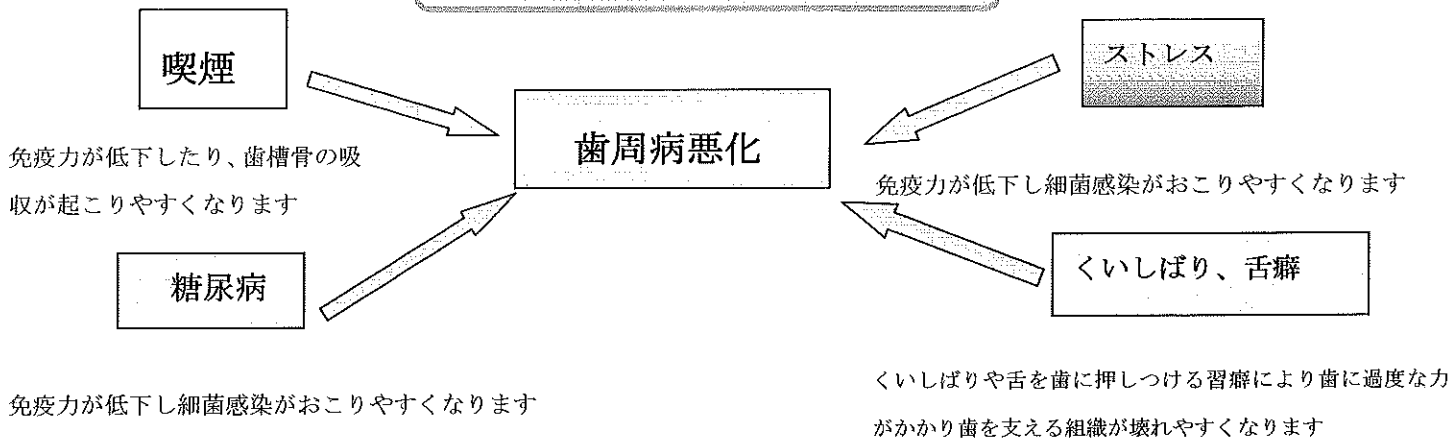 喫煙
ストレス
歯周病悪化
免疫力が低下したり、歯槽骨の吸
収が起こりやすくなります
免疫力が低下し細菌感染がおこりやすくなります
糖尿病
くいしばり、舌癖
免疫力が低下し細菌感染がおこりやすくなります
くいしばりや舌を歯に押しつける習癖により歯に過度な力
がかかり歯を支える組織が壊れやすくなります